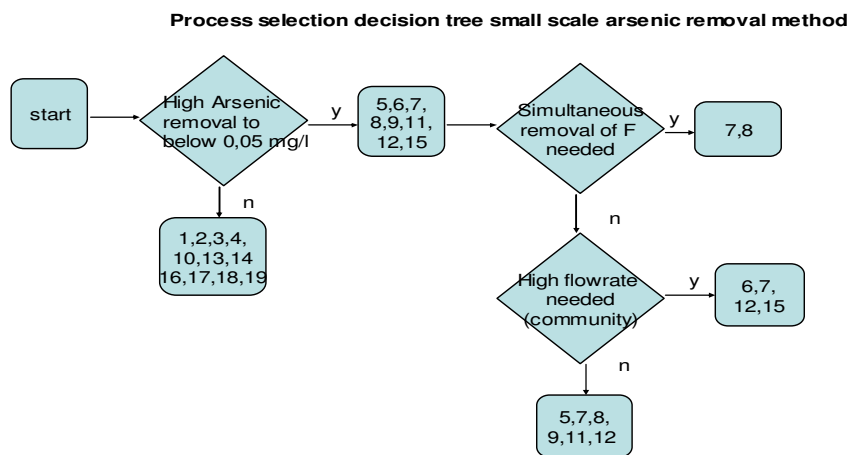 Process selection decision tree small scale arsenic removal method
start
High Arsenic
removal to
below 0,05 mg/l
y
5,6,7,
8,9,11,
12,15
Simultaneous
removal of F
needed
y
7,8
n
1,2,3,4,
10,13,14
16,17,18,19
n
High flowrate
needed
(community)
y
6,7,
12,15
n
5,7,8,
9,11,12